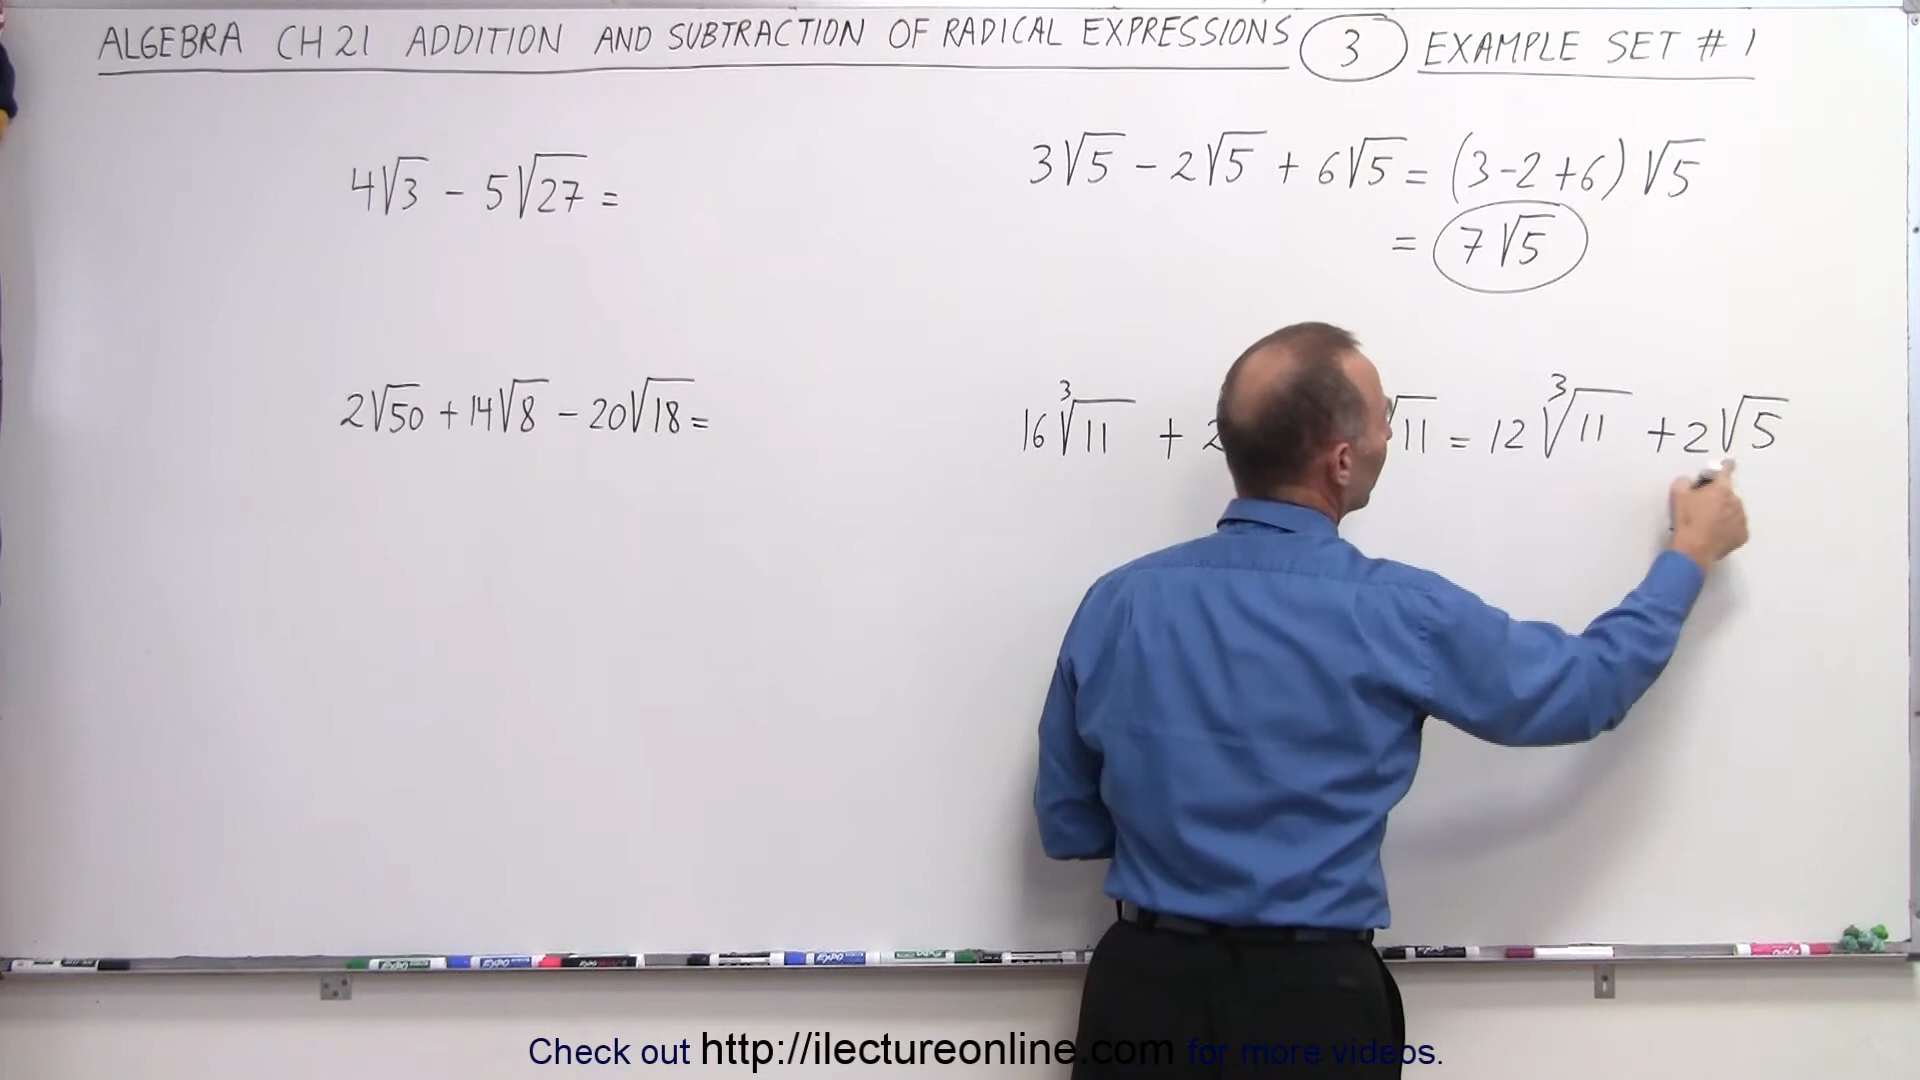 ALGEBRA CH 21 ADDITION AND SUBTRACTION OF RADICAL EXPRESSIONS 3 EXAMPLE SET # 1
4√3 - 5√27 =
3√5 - 2√5 + 6√5 = (3-2+6) √5
= 7√5
2√50 + 14√8 - 20√18 =
16∛11 + 2 √11 = 12∛11 + 2√5
Check out http://ilectureonline.com for more videos.